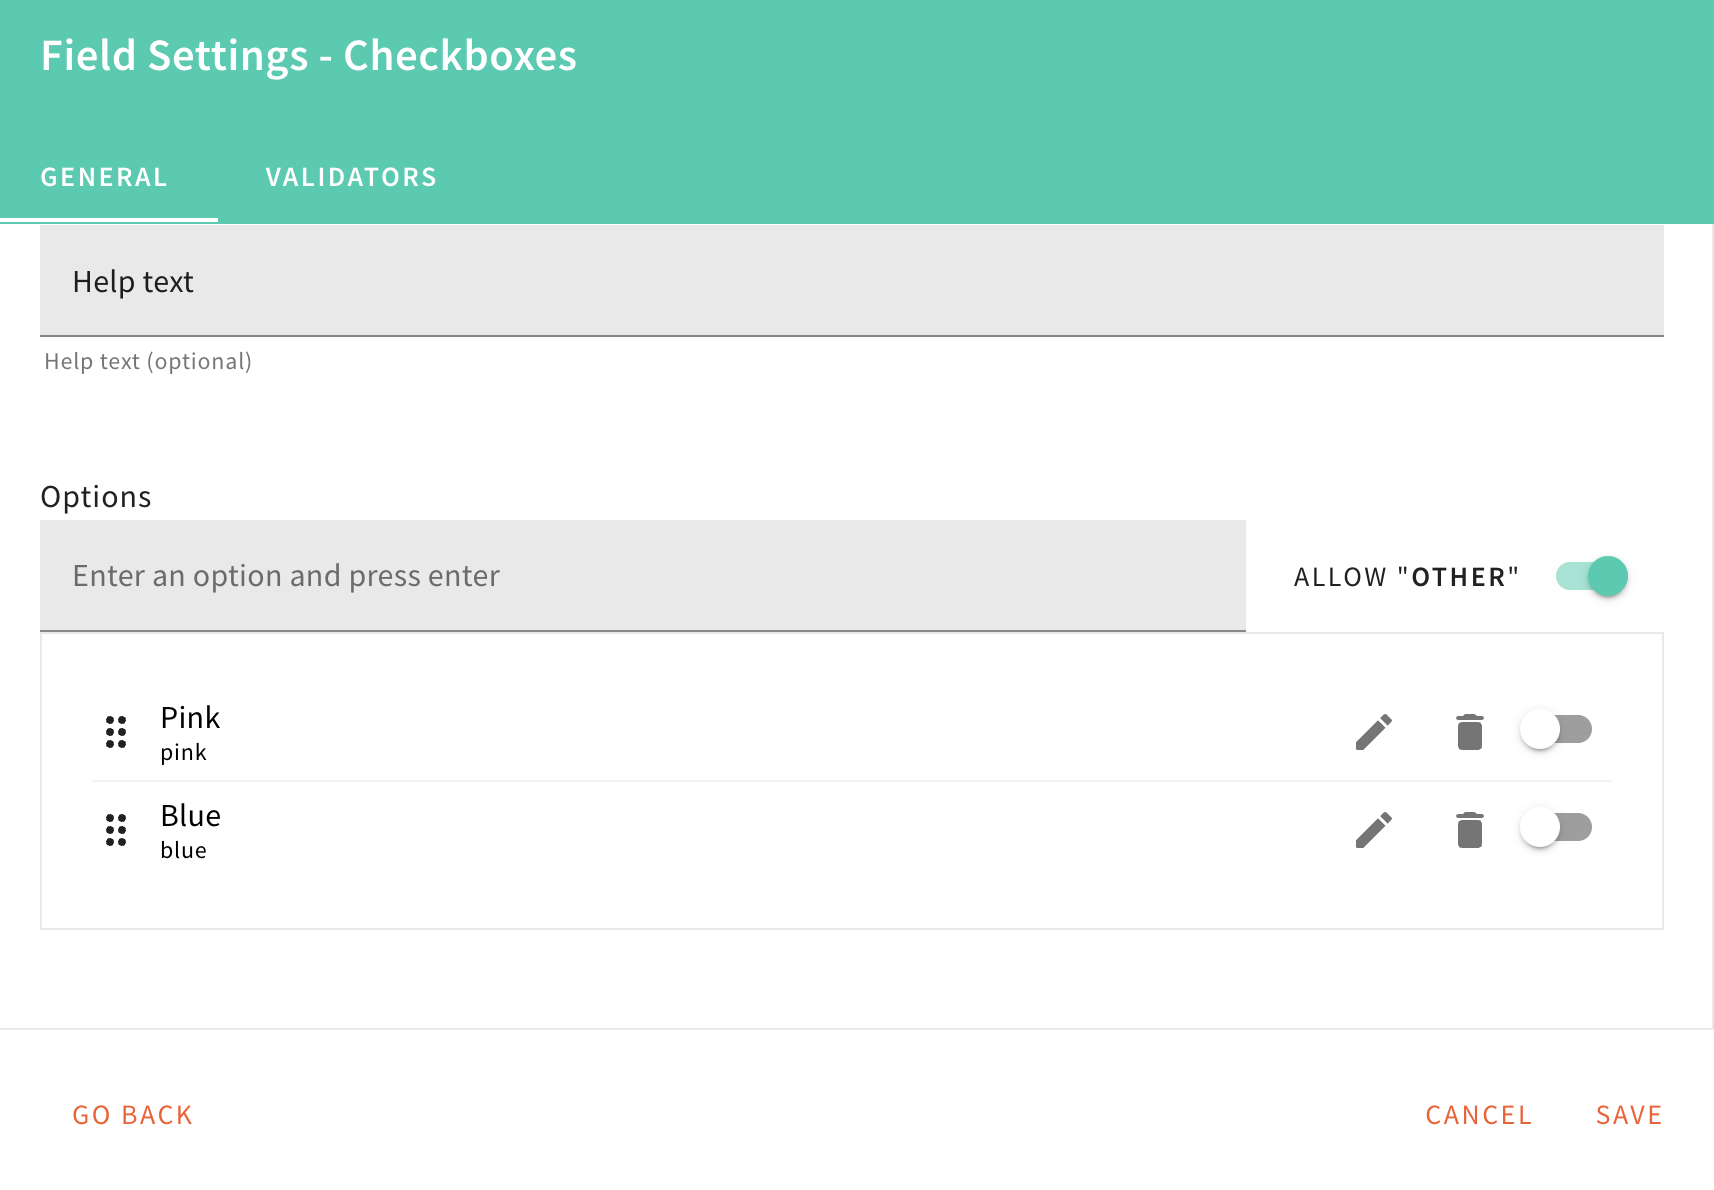 Field Settings - Checkboxes
GENERAL VALIDATORS
Help text
Help text (optional)
Options
Enter an option and press enter
ALLOW "OTHER"
Pink
pink
Blue
blue
GO BACK CANCEL SAVE